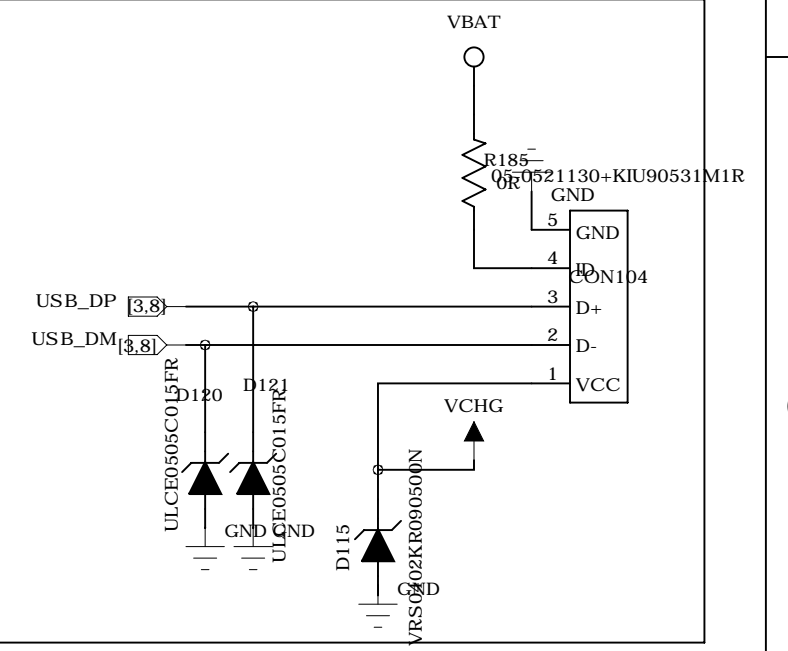 VBAT
R185
0R
05-0521130+KIU90531M1R
GND
5
GND
4
ID
CON104
USB_DP
[3,8]
3
D+
USB_DM
[3,8]
2
D-
1
VCC
D120
D121
ULCE0505C015FR
ULCE0505C015FR
VCHG
GND
GND
D115
VRS0402KR090500N
GND